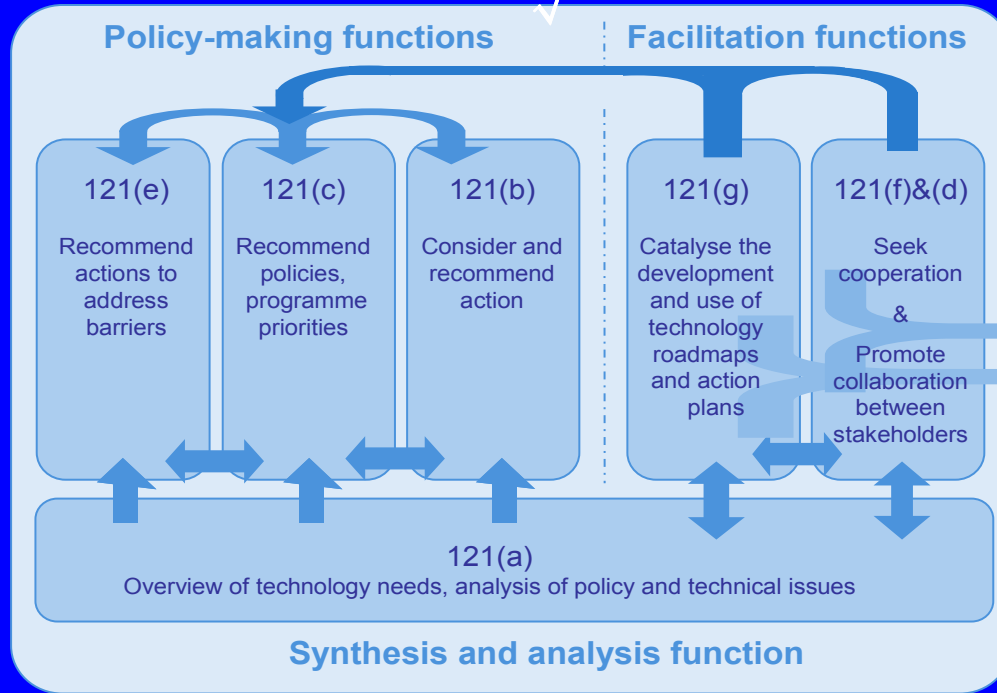 √
Policy-making functions
Facilitation functions
121(e)
Recommend
actions to
address
barriers
121(c)
Recommend
policies,
programme
priorities
121(b)
Consider and
recommend
action
121(g)
Catalyse the
development
and use of
technology
roadmaps
and action
plans
121(f)&(d)
Seek
cooperation
&
Promote
collaboration
between
stakeholders
121(a)
Overview of technology needs, analysis of policy and technical issues
Synthesis and analysis function